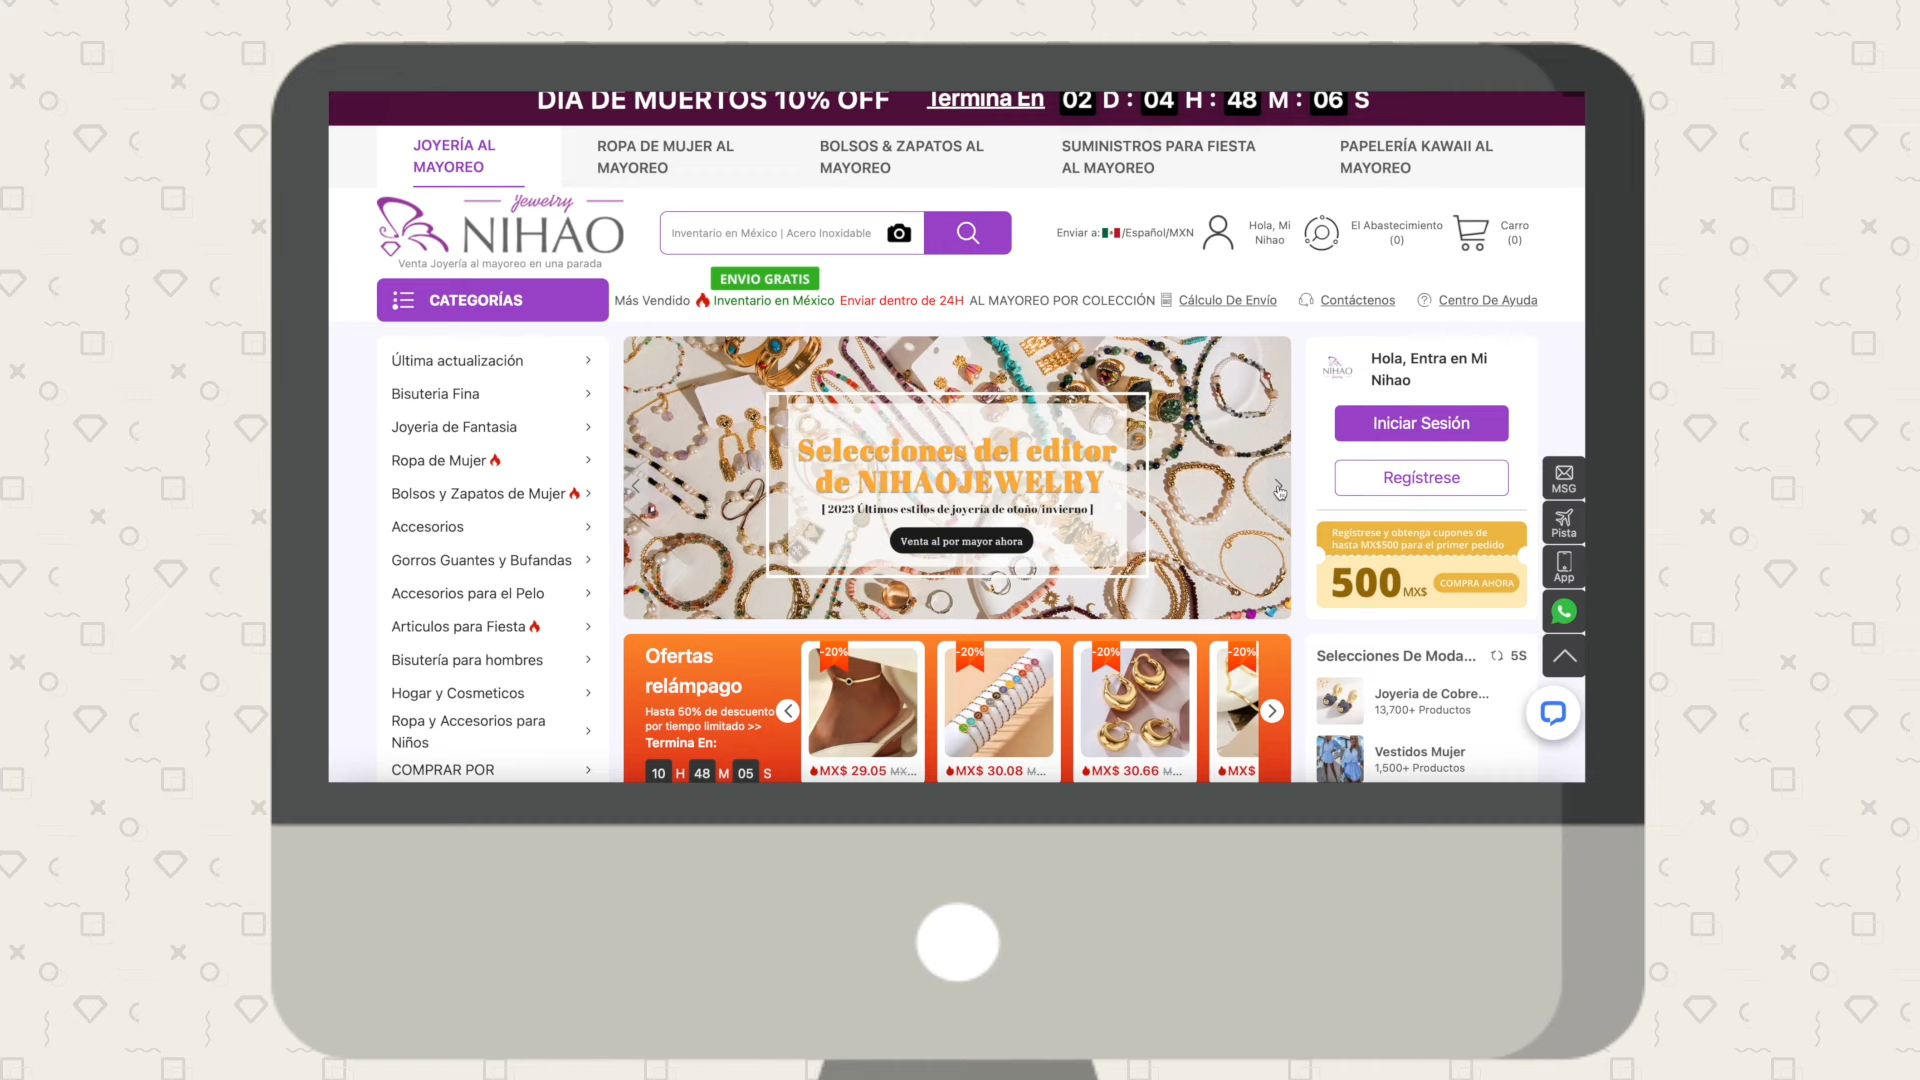 DIA DE MUERTOS 10% OFF Termina En 02 D : 04 H : 48 M : 06 S
JOYERÍA AL
MAYOREO
ROPA DE MUJER AL
MAYOREO
BOLSOS & ZAPATOS AL
MAYOREO
SUMINISTROS PARA FIESTA
AL MAYOREO
PAPELERÍA KAWAII AL
MAYOREO
Jewelry
NIHAO
Venta Joyería al mayoreo en una parada
Inventario en México | Acero Inoxidable
Enviar a: /Español/MXN
Hola, Mi
Nihao
El Abastecimiento
(0)
Carro
(0)
ENVIO GRATIS
CATEGORÍAS
Más Vendido Inventario en México Enviar dentro de 24H AL MAYOREO POR COLECCIÓN Cálculo De Envío Contáctenos Centro De Ayuda
Última actualización
Bisuteria Fina
Joyeria de Fantasia
Ropa de Mujer
Bolsos y Zapatos de Mujer
Accesorios
Gorros Guantes y Bufandas
Accesorios para el Pelo
Articulos para Fiesta
Bisutería para hombres
Hogar y Cosmeticos
Ropa y Accesorios para
Niños
COMPRAR POR
Selecciones del editor
de NIHAOJEWELRY
[ 2023 Últimos estilos de joyería de otoño/invierno ]
Venta al por mayor ahora
Ofertas
relámpago
Hasta 50% de descuento
por tiempo limitado >>
Termina En:
10 H 48 M 05 S
-20%
MX$ 29.05 MX...
-20%
MX$ 30.08 M...
-20%
MX$ 30.66 M...
-20%
MX$
NIHAO
Hola, Entra en Mi
Nihao
Iniciar Sesión
Regístrese
Regístrese y obtenga cupones de
hasta MX$500 para el primer pedido
500 MX$ COMPRA AHORA
Selecciones De Moda... 5S
Joyeria de Cobre...
13,700+ Productos
Vestidos Mujer
1,500+ Productos
MSG
Pista
App